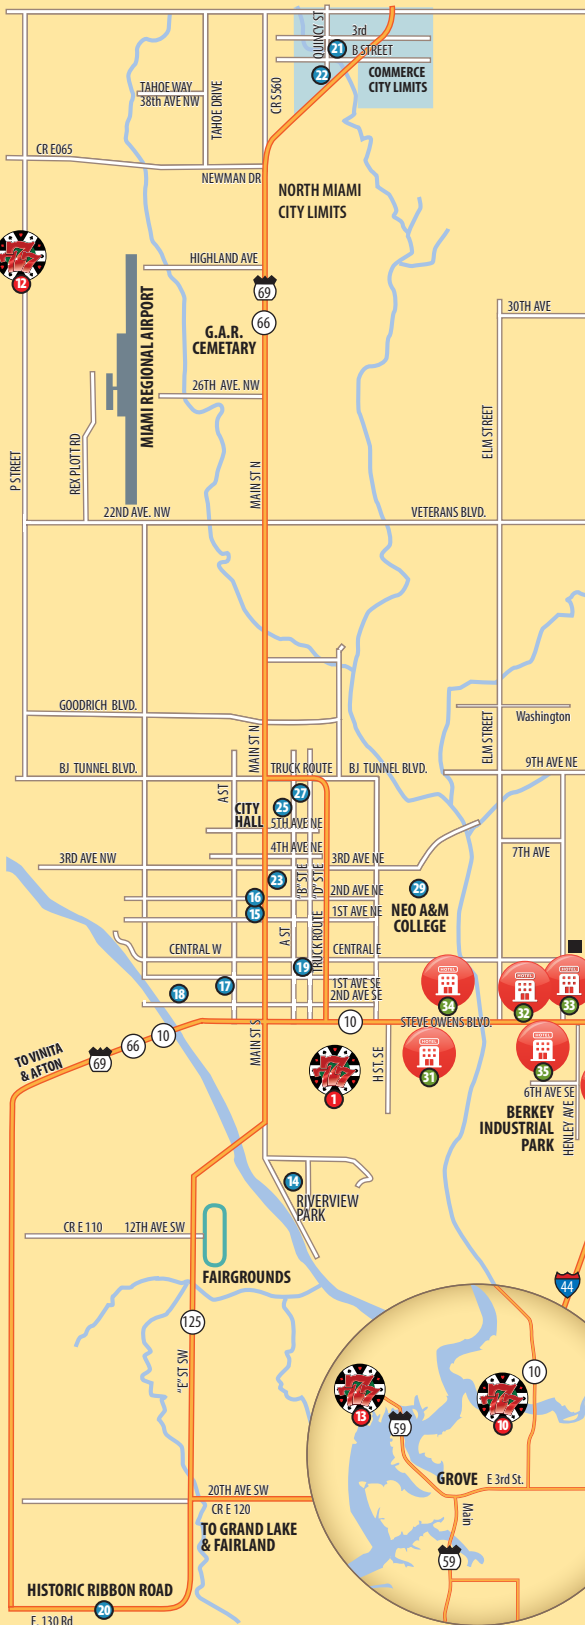 QUINCY ST
3rd
21
B STREET
22
COMMERCE
CITY LIMITS
TAHOE WAY
38th AVE NW
TAHOE DRIVE
CR S560
CR E065
NEWMAN DR
NORTH MIAMI
CITY LIMITS
777
12
HIGHLAND AVE
69
66
MIAMI REGIONAL AIRPORT
G.A.R.
CEMETARY
30TH AVE
26TH AVE. NW
ELM STREET
P STREET
REX PLOTT RD
MAIN ST N
22ND AVE. NW
VETERANS BLVD.
GOODRICH BLVD.
Washington
MAIN ST N
ELM STREET
BJ TUNNEL BLVD.
TRUCK ROUTE
BJ TUNNEL BLVD.
9TH AVE NE
A ST
27
25
CITY
HALL
5TH AVE NE
4TH AVE NE
7TH AVE
3RD AVE NW
3RD AVE NE
23
"B" ST E
"D" ST E
2ND AVE NE
29
16
15
1ST AVE NE
NEO A&M
COLLEGE
A ST
TRUCK ROUTE
CENTRAL W
CENTRAL E
19
17
18
1ST AVE SE
2ND AVE SE
HOTEL
34
HOTEL
32
HOTEL
33
10
STEVE OWENS BLVD.
10
66
69
TO VINITA
& AFTON
MAIN ST S
H ST SE
HOTEL
31
HOTEL
35
777
1
6TH AVE SE
BERKEY
INDUSTRIAL
PARK
HENLEY AVE
14
RIVERVIEW
PARK
CR E 110
12TH AVE SW
FAIRGROUNDS
44
125
"E" ST SW
777
13
59
777
10
10
GROVE
E 3rd St.
Main
59
20TH AVE SW
CR E 120
TO GRAND LAKE
& FAIRLAND
HISTORIC RIBBON ROAD
20
E. 130 Rd